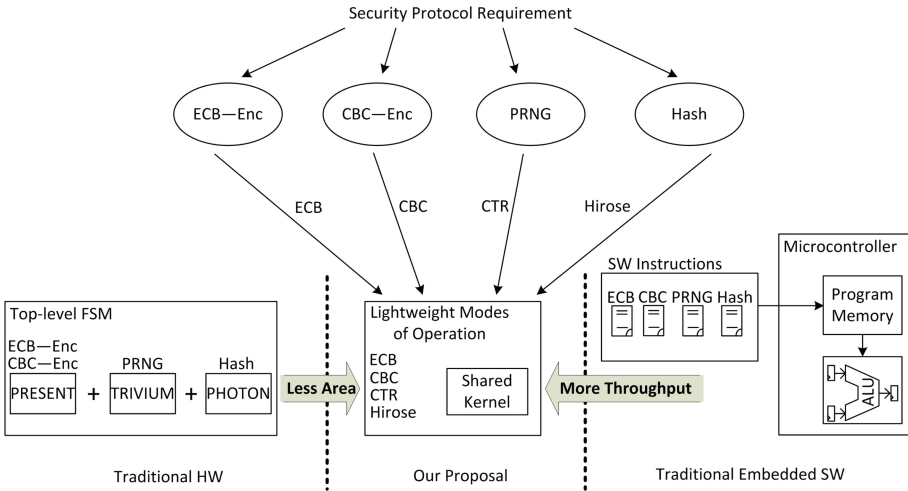 Security Protocol Requirement
ECB—Enc
CBC—Enc
PRNG
Hash
ECB
CBC
CTR
Hirose
Top-level FSM
ECB—Enc
CBC—Enc
PRNG
Hash
PRESENT + TRIVIUM + PHOTON
Traditional HW
Less Area
Lightweight Modes
of Operation
ECB
CBC
CTR
Hirose
Shared
Kernel
Our Proposal
More Throughput
SW Instructions
ECB CBC PRNG Hash
Microcontroller
Program
Memory
ALU
Traditional Embedded SW